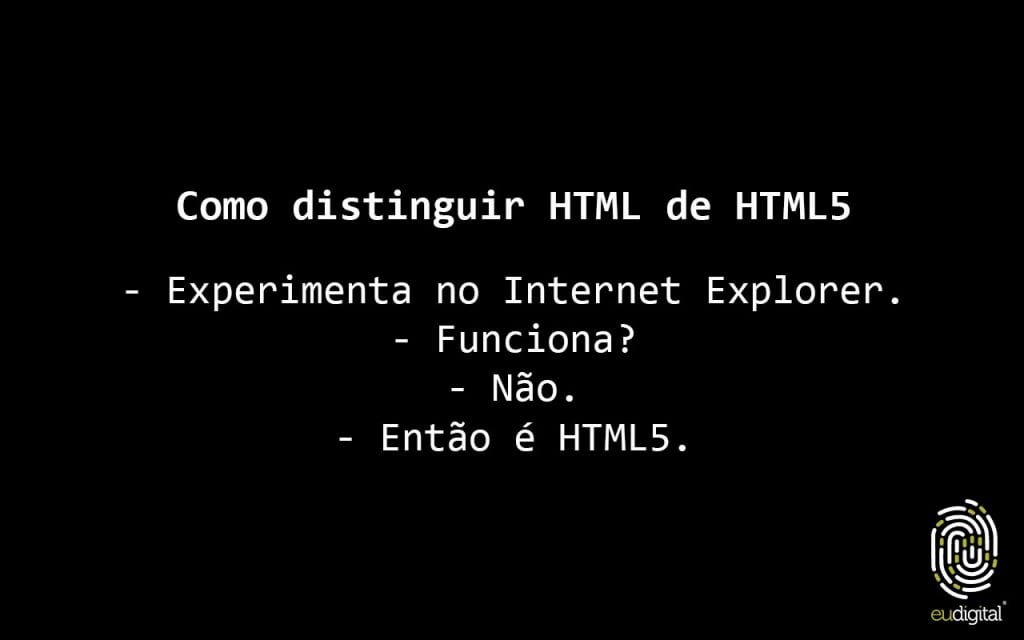 Como distinguir HTML de HTML5
- Experimenta no Internet Explorer.
- Funciona?
- Não.
- Então é HTML5.
eudigital®